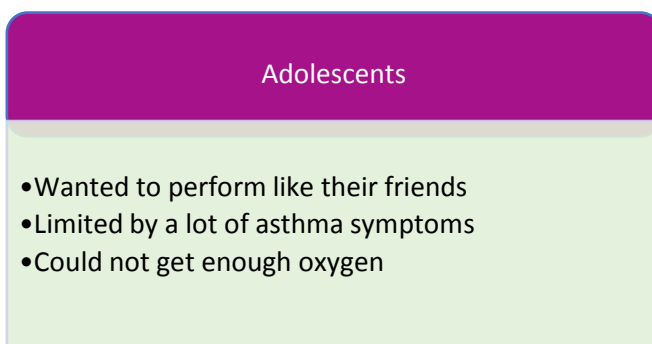 Adolescents
•Wanted to perform like their friends
•Limited by a lot of asthma symptoms
•Could not get enough oxygen